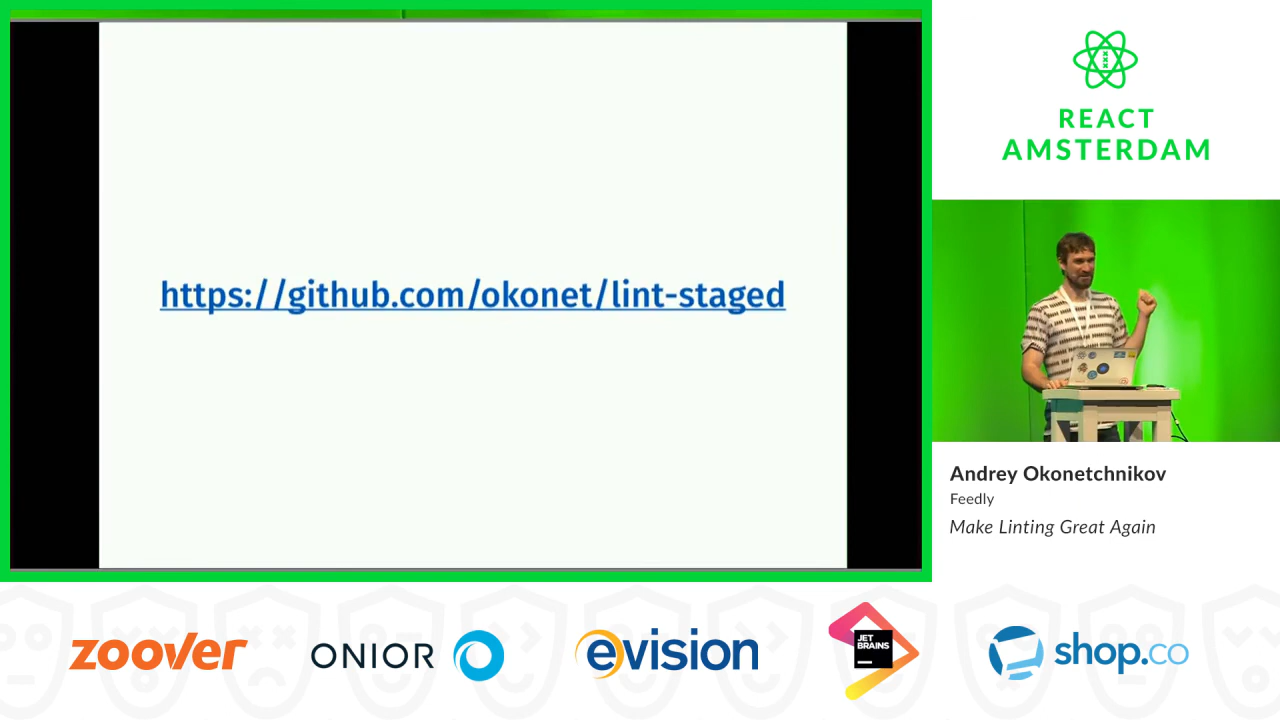 https://github.com/okonet/lint-staged
REACT
AMSTERDAM
Andrey Okonetchnikov
Feedly
Make Linting Great Again
zoover
ONIOR
evision
JET
BRAINS
shop.co